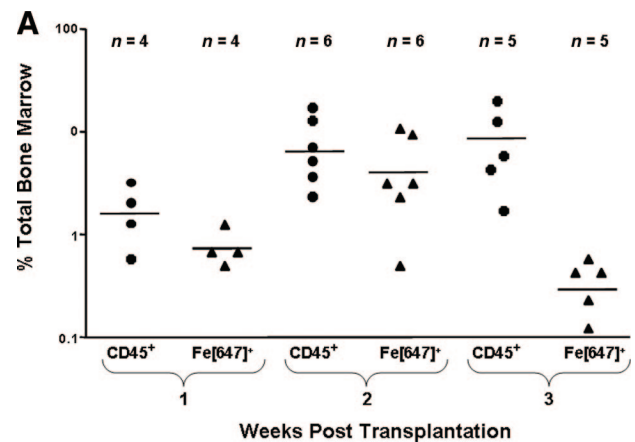 A
n = 4 n = 4 n = 6 n = 6 n = 5 n = 5
% Total Bone Marrow
100
0
1
0.1
CD45+ Fe[647]+ CD45+ Fe[647]+ CD45+ Fe[647]+
1 2 3
Weeks Post Transplantation